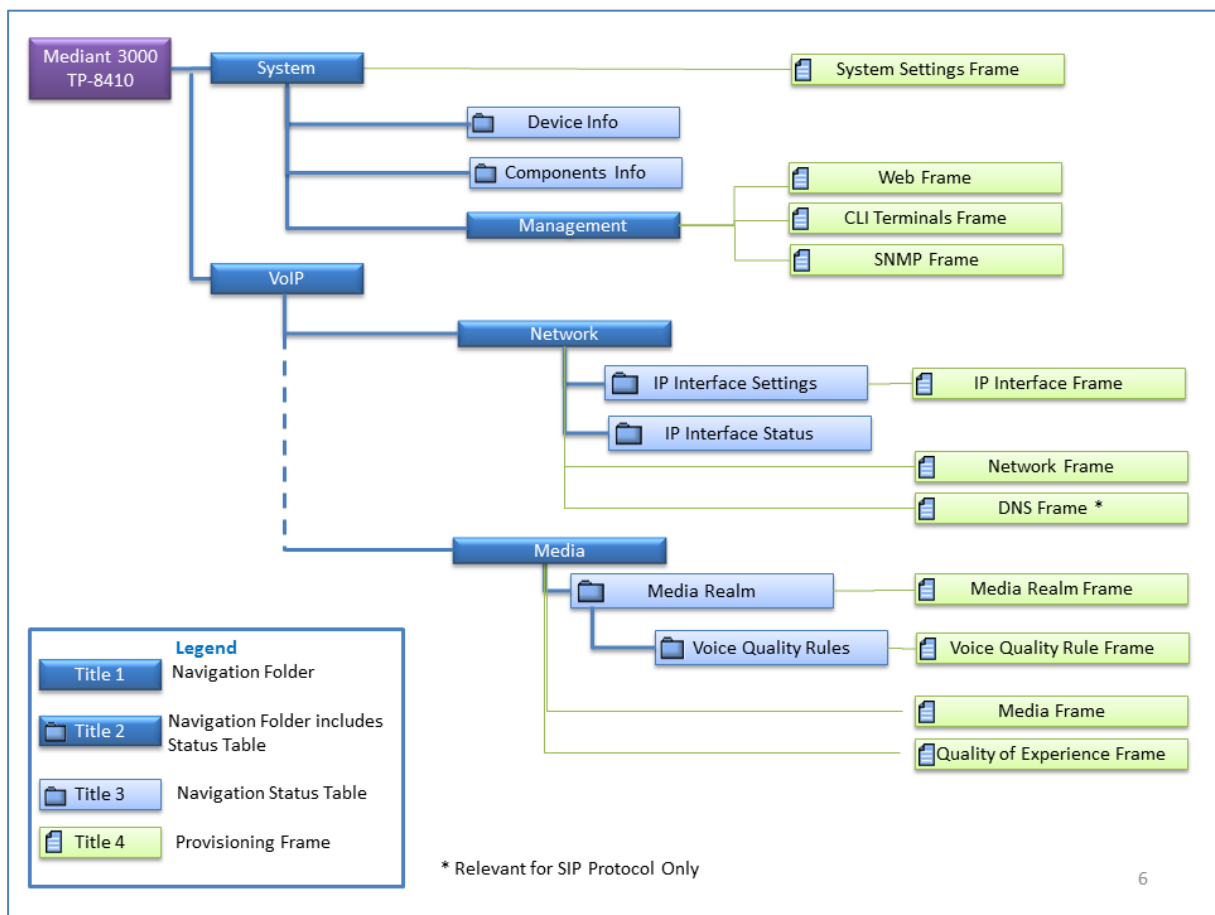 Mediant 3000
TP-8410
System
System Settings Frame
Device Info
Components Info
Web Frame
Management
CLI Terminals Frame
SNMP Frame
VoIP
Network
IP Interface Settings
IP Interface Frame
IP Interface Status
Network Frame
DNS Frame *
Media
Media Realm
Media Realm Frame
Voice Quality Rules
Voice Quality Rule Frame
Media Frame
Quality of Experience Frame
Legend
Title 1
Navigation Folder
Title 2
Navigation Folder includes
Status Table
Title 3
Navigation Status Table
Title 4
Provisioning Frame
* Relevant for SIP Protocol Only
6